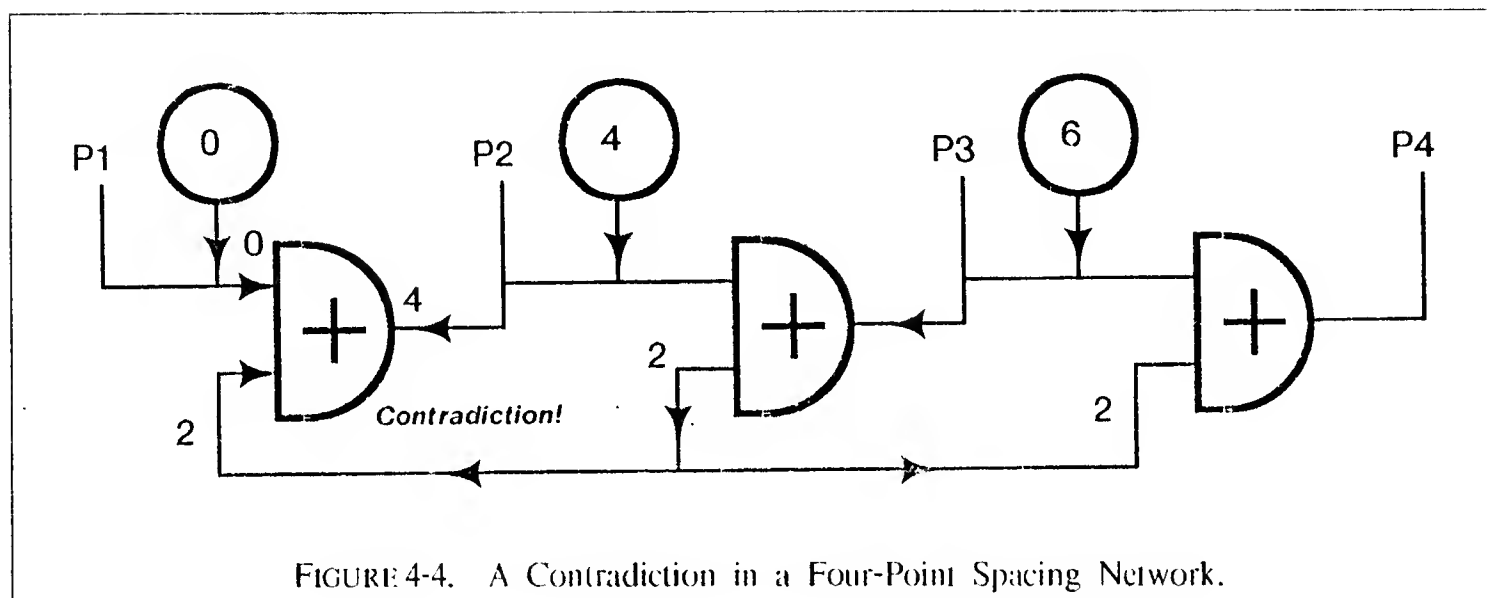 0
4
6
P1
P2
P3
P4
0
+
4
+
+
2
2
2
Contradiction!
FIGURE 4-4. A Contradiction in a Four-Point Spacing Network.